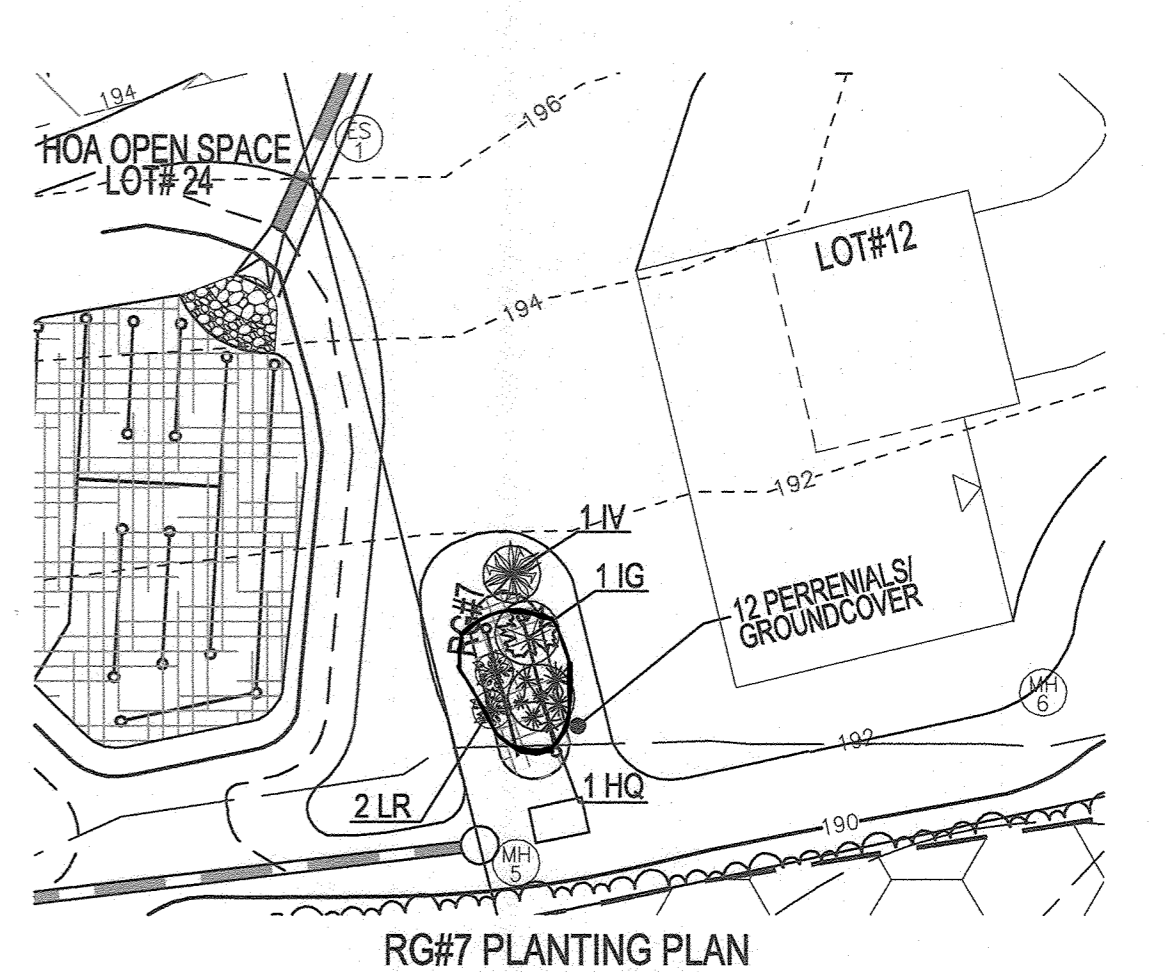 194
196
ES
1
HOA OPEN SPACE
LOT# 24
LOT#12
194
192
1 IV
1 IG
RG#7
12 PERRENIALS/
GROUNDCOVER
MH
6
192
1 HQ
2 LR
190
MH
5
RG#7 PLANTING PLAN